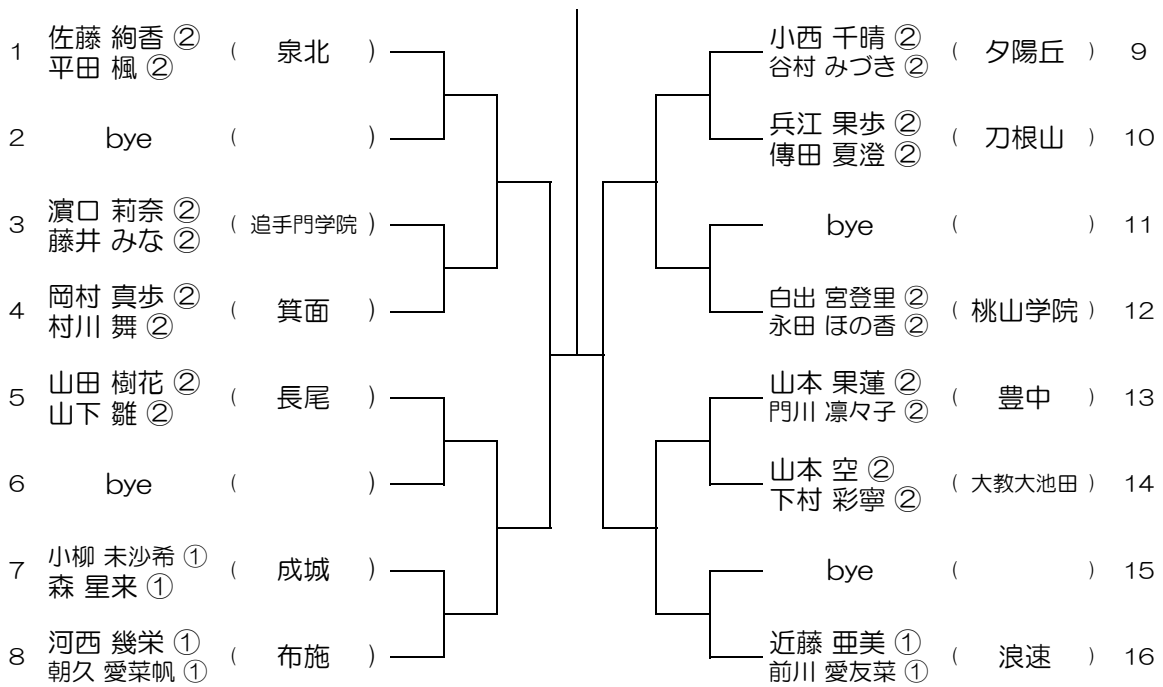 1 佐藤 絢香 ② ( 泉北 )
平田 楓 ②
2 bye ( )
3 濵口 莉奈 ② ( 追手門学院 )
藤井 みな ②
4 岡村 真歩 ② ( 箕面 )
村川 舞 ②
5 山田 樹花 ② ( 長尾 )
山下 雛 ②
6 bye ( )
7 小柳 未沙希 ① ( 成城 )
森 星来 ①
8 河西 幾栄 ① ( 布施 )
朝久 愛菜帆 ①
小西 千晴 ② ( 夕陽丘 ) 9
谷村 みづき ②
兵江 果歩 ② ( 刀根山 ) 10
傳田 夏澄 ②
bye ( ) 11
白出 宮登里 ② ( 桃山学院 ) 12
永田 ほの香 ②
山本 果蓮 ② ( 豊中 ) 13
門川 凛々子 ②
山本 空 ② ( 大教大池田 ) 14
下村 彩寧 ②
bye ( ) 15
近藤 亜美 ① ( 浪速 ) 16
前川 愛友菜 ①